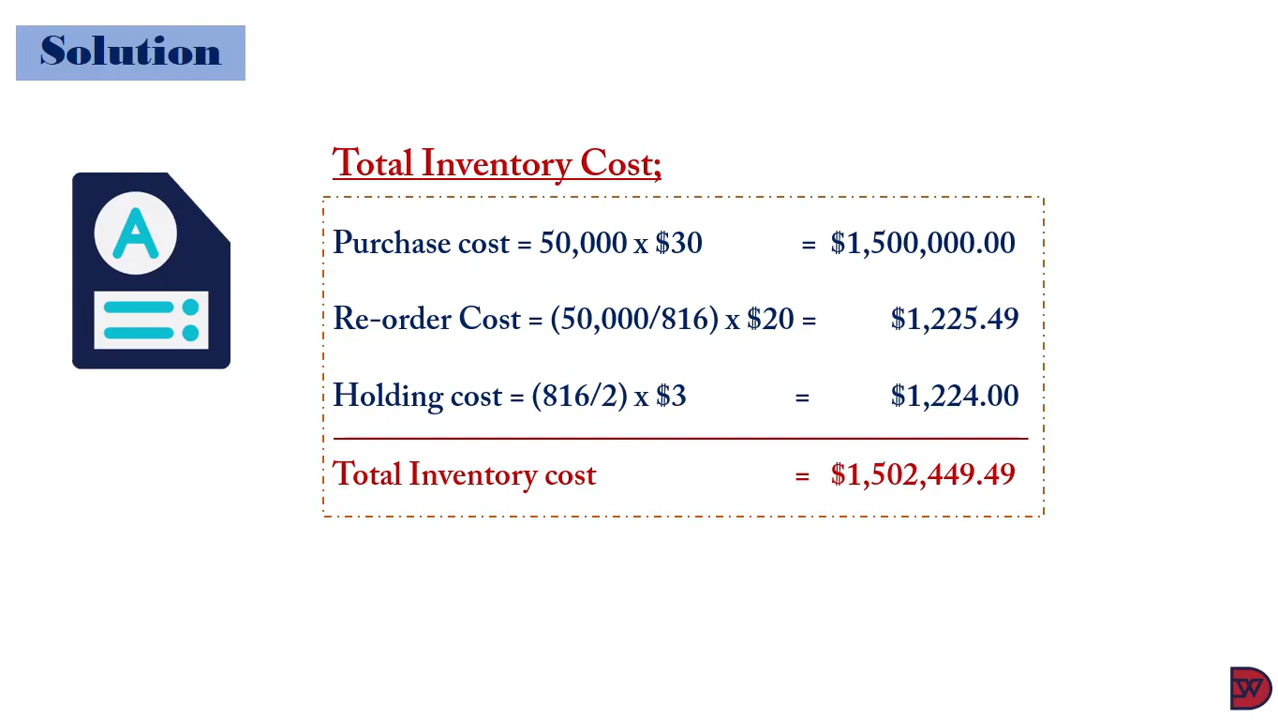 Solution
Total Inventory Cost;
A
Purchase cost = 50,000 x $30 = $1,500,000.00
Re-order Cost = (50,000/816) x $20 = $1,225.49
Holding cost = (816/2) x $3 = $1,224.00
Total Inventory cost = $1,502,449.49
DW